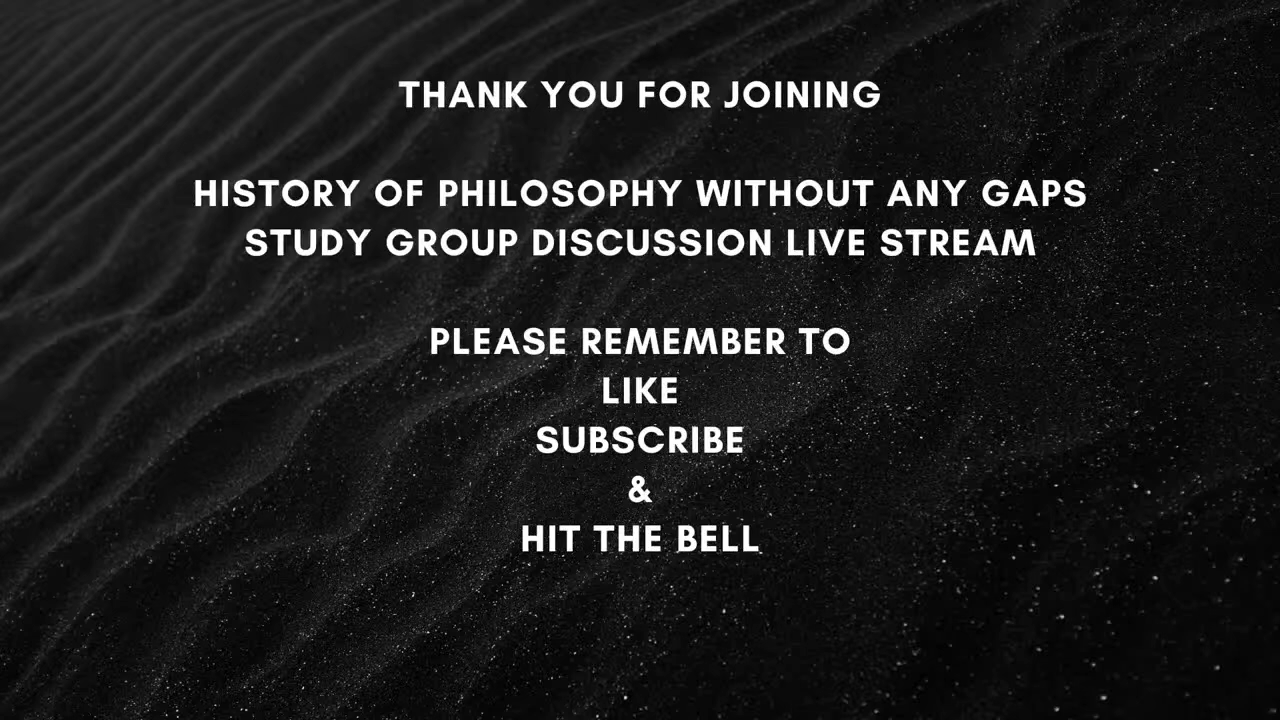 THANK YOU FOR JOINING
HISTORY OF PHILOSOPHY WITHOUT ANY GAPS
STUDY GROUP DISCUSSION LIVE STREAM
PLEASE REMEMBER TO
LIKE
SUBSCRIBE
&
HIT THE BELL